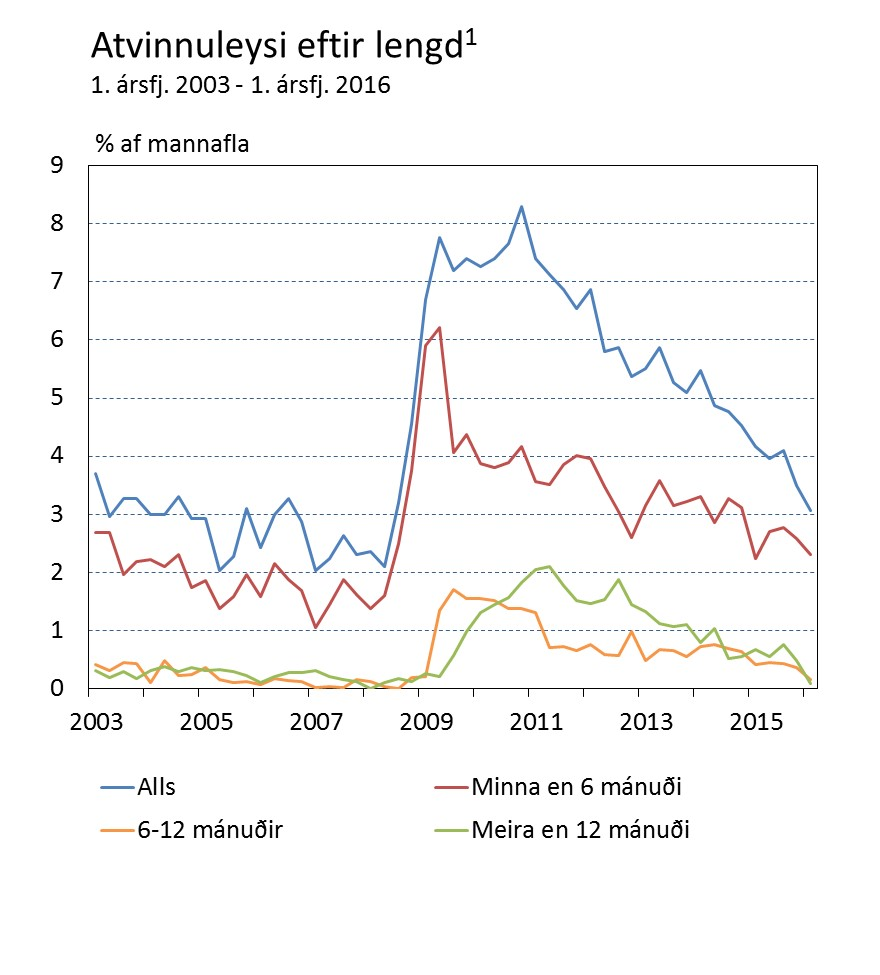 Atvinnuleysi eftir lengd¹
1. ársfj. 2003 - 1. ársfj. 2016
% af mannafla
9
8
7
6
5
4
3
2
1
0
2003 2005 2007 2009 2011 2013 2015
Alls
Minna en 6 mánuði
6-12 mánuðir
Meira en 12 mánuði